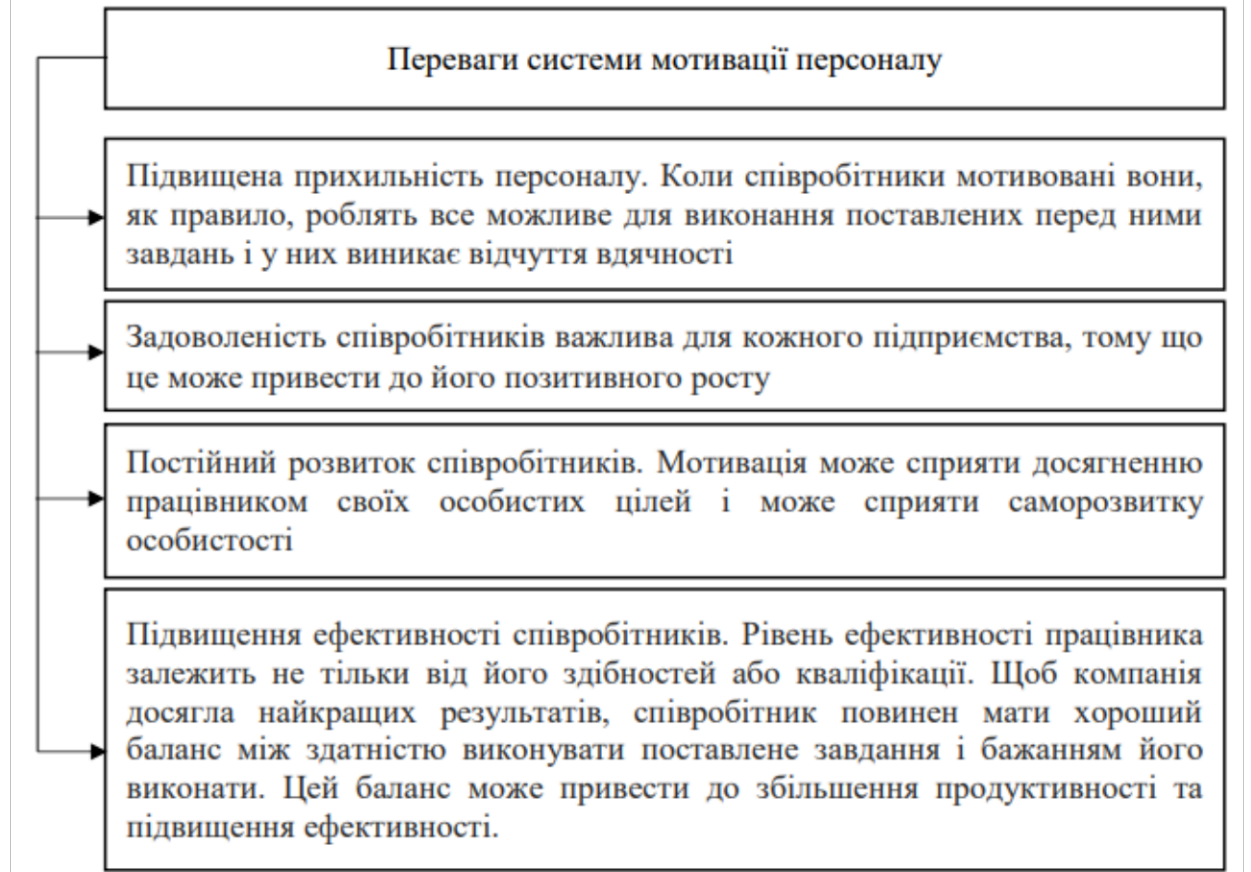 Переваги системи мотивації персоналу
Підвищена прихильність персоналу. Коли співробітники мотивовані вони,
як правило, роблять все можливе для виконання поставлених перед ними
завдань і у них виникає відчуття вдячності
Задоволеність співробітників важлива для кожного підприємства, тому що
це може привести до його позитивного росту
Постійний розвиток співробітників. Мотивація може сприяти досягненню
працівником своїх особистих цілей і може сприяти саморозвитку
особистості
Підвищення ефективності співробітників. Рівень ефективності працівника
залежить не тільки від його здібностей або кваліфікації. Щоб компанія
досягла найкращих результатів, співробітник повинен мати хороший
баланс між здатністю виконувати поставлене завдання і бажанням його
виконати. Цей баланс може привести до збільшення продуктивності та
підвищення ефективності.